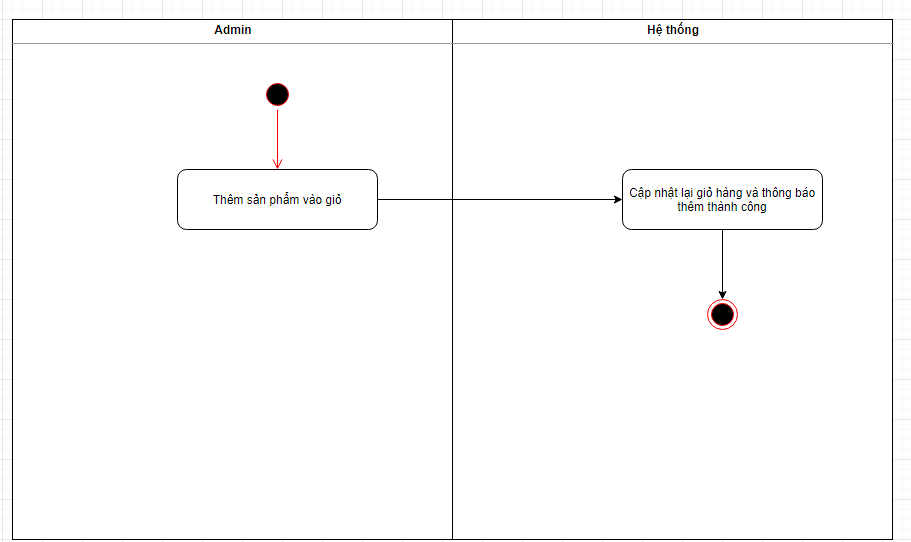 Admin
Hệ thống
Thêm sản phẩm vào giỏ
Cập nhật lại giỏ hàng và thông báo
thêm thành công